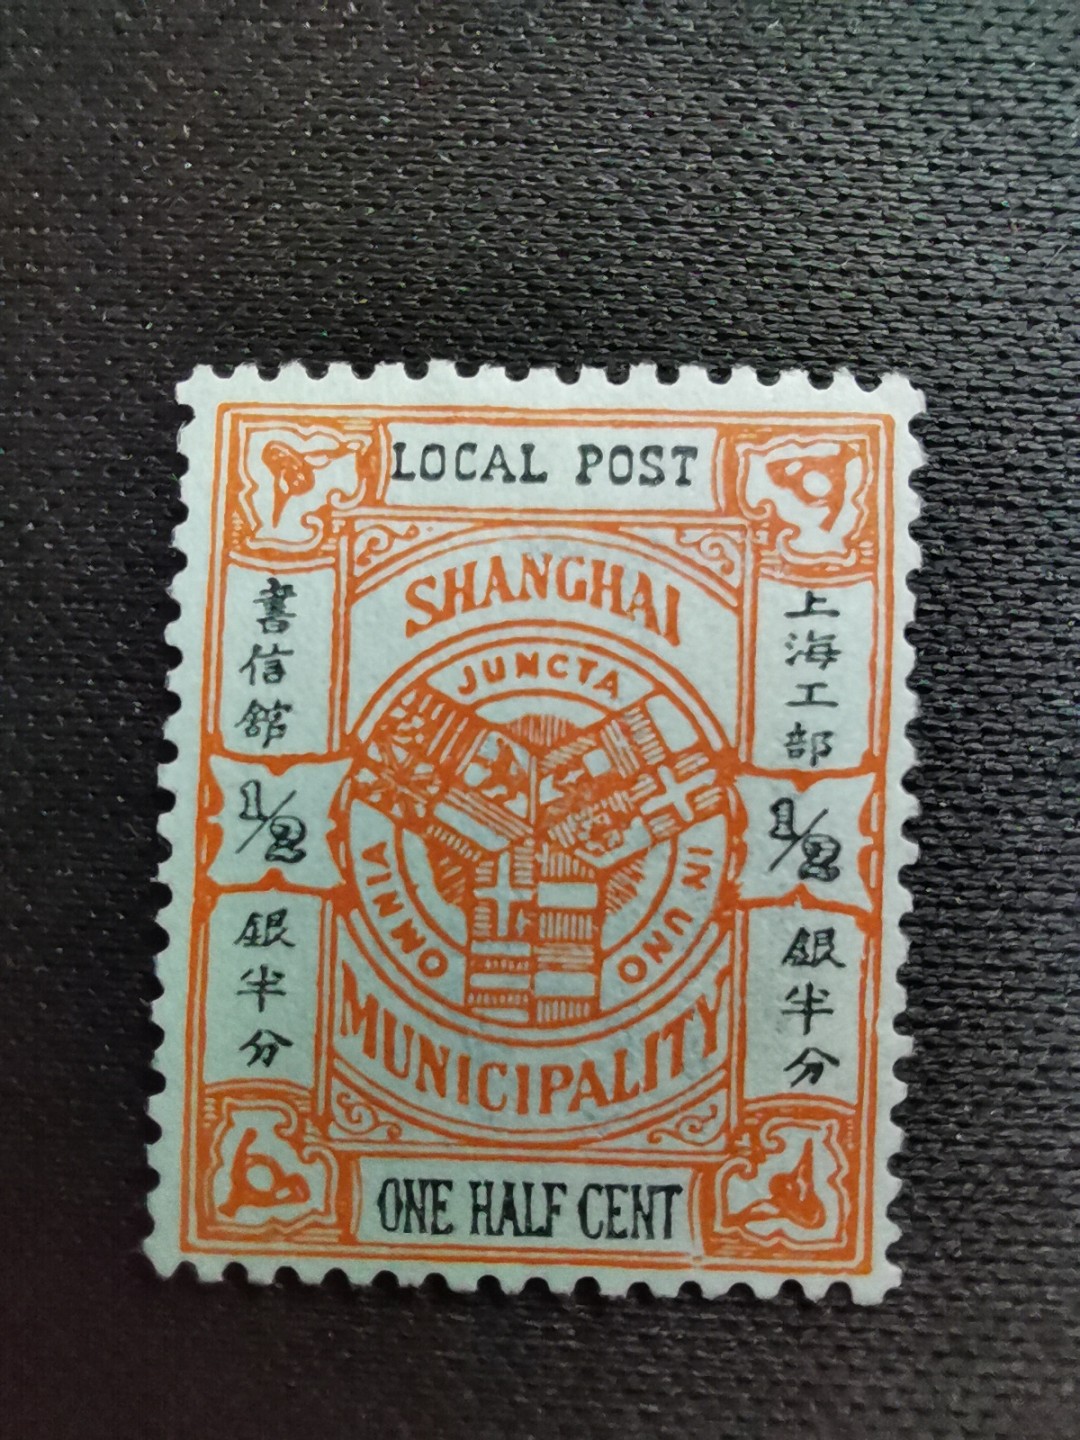 LOCAL POST
SHANGHAI
JUNCTA
IN UNO
OMNIA
MUNICIPALITY
上海工部
書信館
1/2
1/2
銀半分
銀半分
ONE HALF CENT